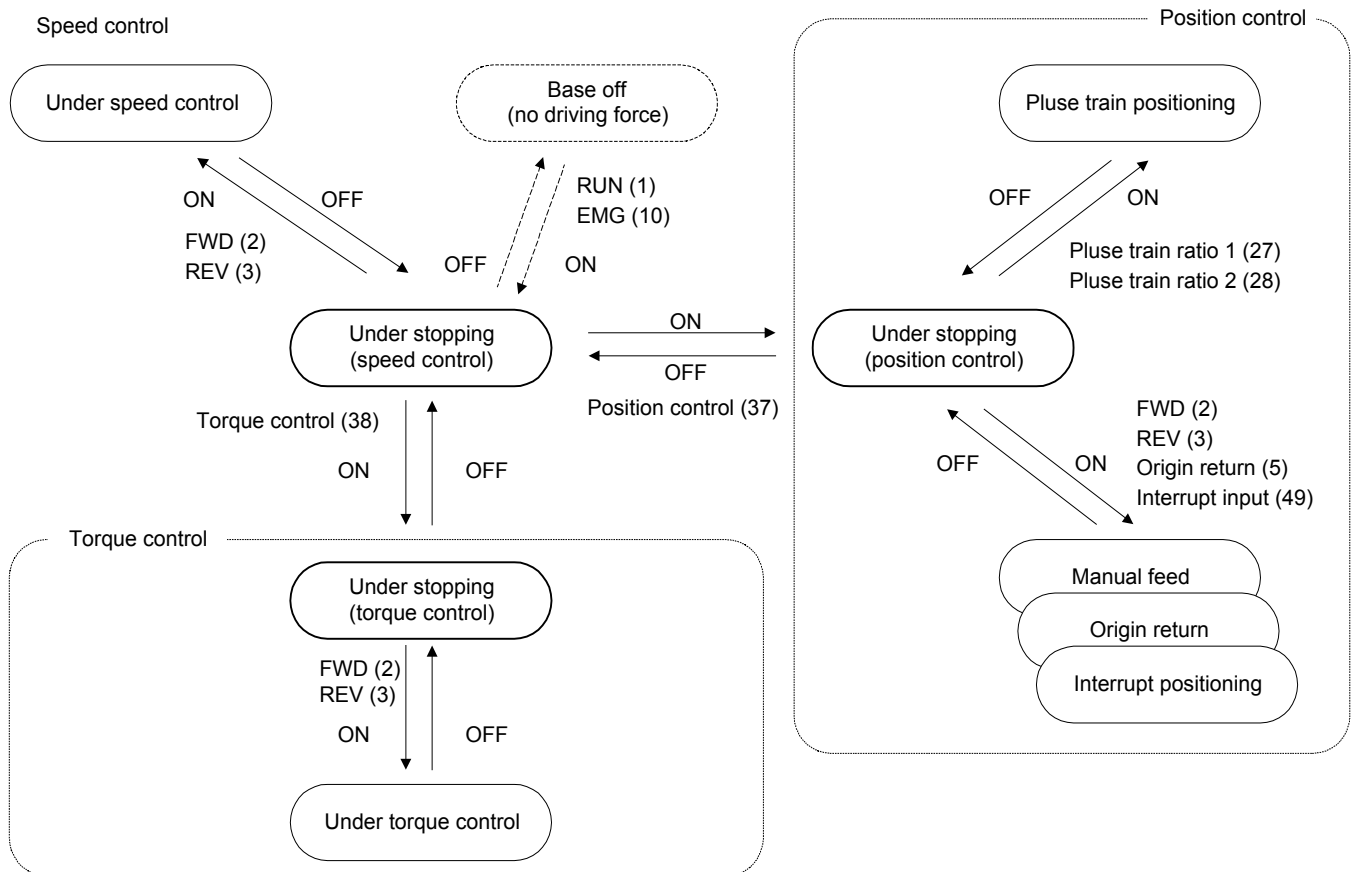 Speed control
Position control
Under speed control
Base off
(no driving force)
Pluse train positioning
ON
OFF
FWD (2)
REV (3)
RUN (1)
EMG (10)
OFF
ON
OFF
ON
Pluse train ratio 1 (27)
Pluse train ratio 2 (28)
Under stopping
(speed control)
ON
OFF
Position control (37)
Under stopping
(position control)
Torque control (38)
ON
OFF
FWD (2)
REV (3)
Origin return (5)
Interrupt input (49)
OFF
ON
Torque control
Under stopping
(torque control)
Manual feed
Origin return
Interrupt positioning
FWD (2)
REV (3)
ON
OFF
Under torque control